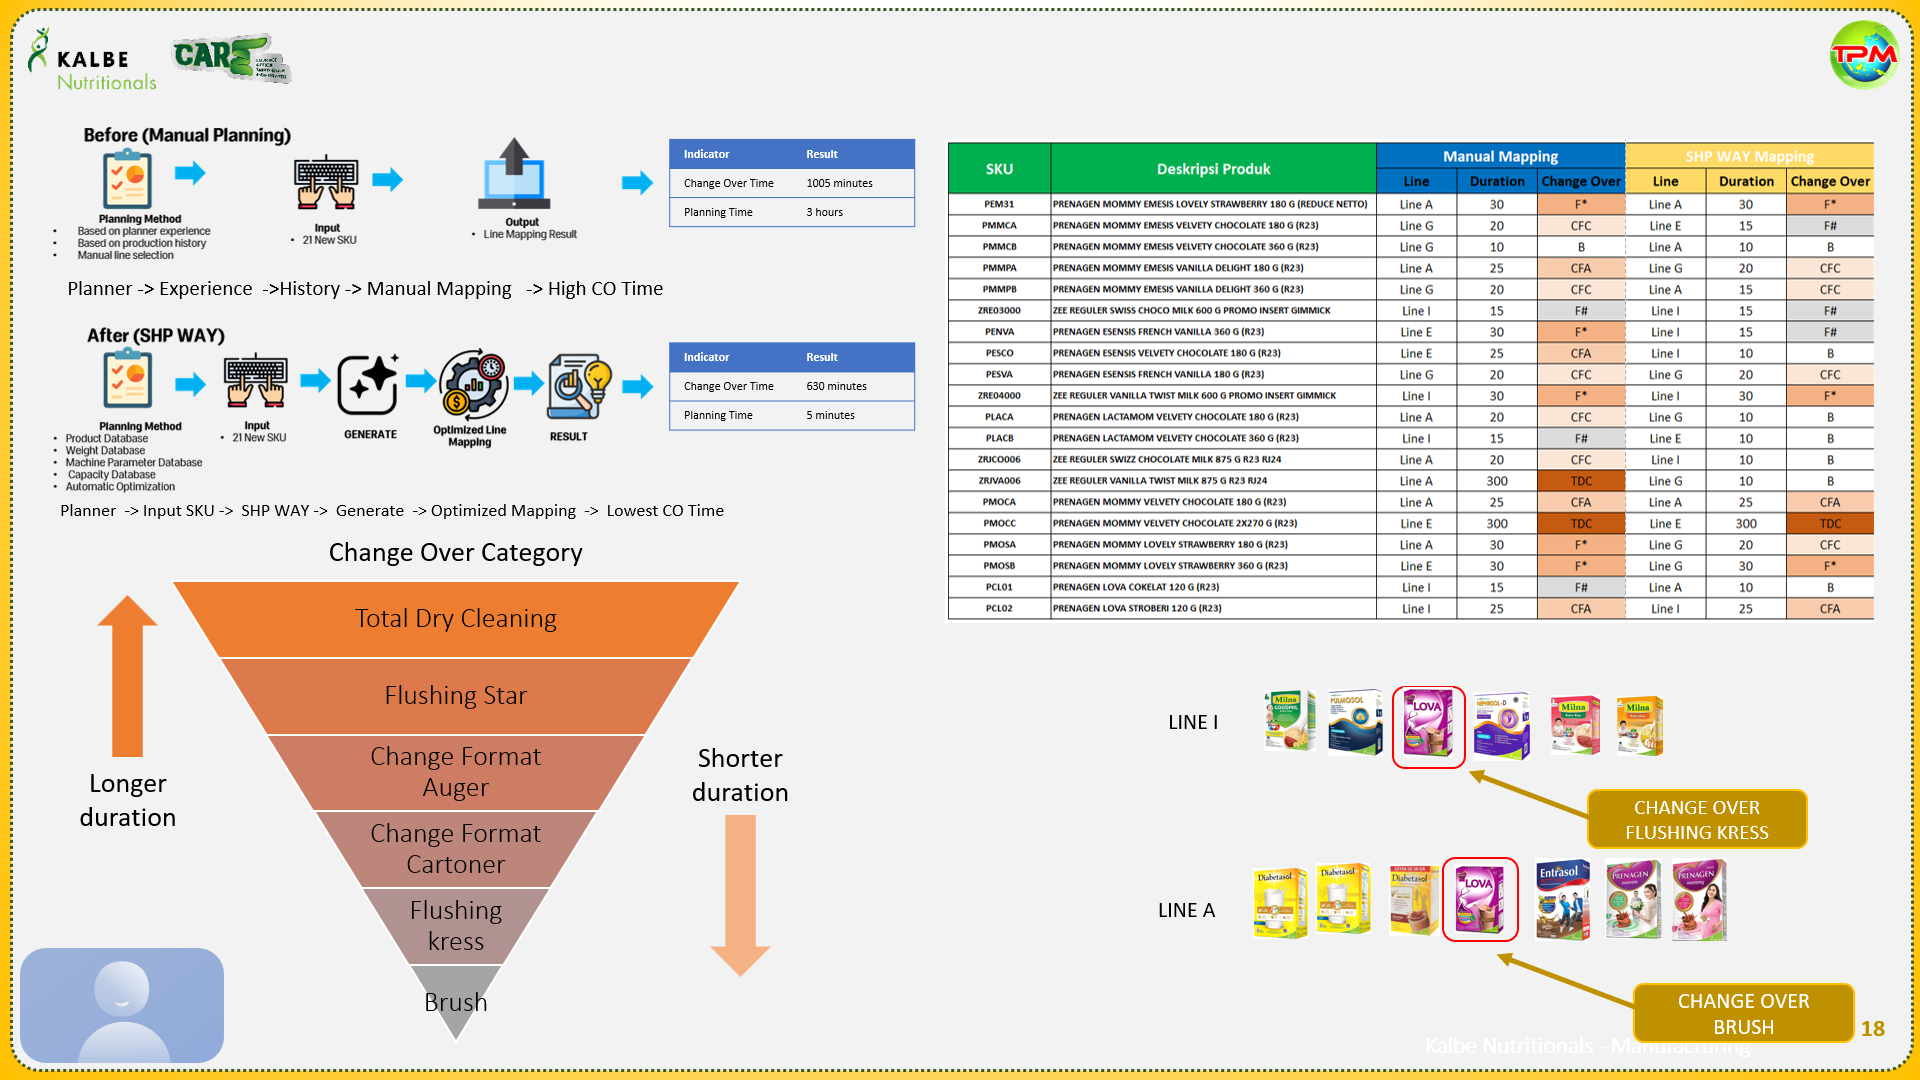 KALBE
Nutritionals
CARE
TPM
Before (Manual Planning)
Planning Method
• Based on planner experience
• Based on production history
• Manual line selection
Input
• 21 New SKU
Output
• Line Mapping Result
Indicator Result
Change Over Time 1005 minutes
Planning Time 3 hours
Planner -> Experience ->History -> Manual Mapping -> High CO Time
After (SHP WAY)
Planning Method
• Product Database
• Weight Database
• Machine Parameter Database
• Capacity Database
• Automatic Optimization
Input
• 21 New SKU
GENERATE
Optimized Line
Mapping
RESULT
Indicator Result
Change Over Time 630 minutes
Planning Time 5 minutes
Planner -> Input SKU -> SHP WAY -> Generate -> Optimized Mapping -> Lowest CO Time
Change Over Category
Total Dry Cleaning
Flushing Star
Change Format
Auger
Change Format
Cartoner
Flushing
kress
Brush
Longer
duration
Shorter
duration
SKU Deskripsi Produk Manual Mapping SHP WAY Mapping
Line Duration Change Over Line Duration Change Over
PEM31 PRENAGEN MOMMY EMESIS LOVELY STRAWBERRY 180 G (REDUCE NETTO) Line A 30 F* Line A 30 F*
PMMCA PRENAGEN MOMMY EMESIS VELVETY CHOCOLATE 180 G (R23) Line G 20 CFC Line E 15 F#
PMMCB PRENAGEN MOMMY EMESIS VELVETY CHOCOLATE 360 G (R23) Line G 10 B Line A 10 B
PMMPA PRENAGEN MOMMY EMESIS VANILLA DELIGHT 180 G (R23) Line A 25 CFA Line G 20 CFC
PMMPB PRENAGEN MOMMY EMESIS VANILLA DELIGHT 360 G (R23) Line G 20 CFC Line A 15 CFC
ZRE03000 ZEE REGULER SWISS CHOCO MILK 600 G PROMO INSERT GIMMICK Line I 15 F# Line I 15 F#
PENVA PRENAGEN ESENSIS FRENCH VANILLA 360 G (R23) Line E 30 F* Line I 15 F#
PESCO PRENAGEN ESENSIS VELVETY CHOCOLATE 180 G (R23) Line E 25 CFA Line I 10 B
PESVA PRENAGEN ESENSIS FRENCH VANILLA 180 G (R23) Line G 20 CFC Line G 20 CFC
ZRE04000 ZEE REGULER VANILLA TWIST MILK 600 G PROMO INSERT GIMMICK Line I 30 F* Line I 30 F*
PLACA PRENAGEN LACTAMOM VELVETY CHOCOLATE 180 G (R23) Line A 20 CFC Line G 10 B
PLACB PRENAGEN LACTAMOM VELVETY CHOCOLATE 360 G (R23) Line I 15 F# Line E 10 B
ZRJCO006 ZEE REGULER SWIZZ CHOCOLATE MILK 875 G R23 RJ24 Line A 20 CFC Line I 10 B
ZRJVA006 ZEE REGULER VANILLA TWIST MILK 875 G R23 RJ24 Line A 300 TDC Line G 10 B
PMOCA PRENAGEN MOMMY VELVETY CHOCOLATE 180 G (R23) Line A 25 CFA Line A 25 CFA
PMOCC PRENAGEN MOMMY VELVETY CHOCOLATE 2X270 G (R23) Line E 300 TDC Line E 300 TDC
PMOSA PRENAGEN MOMMY LOVELY STRAWBERRY 180 G (R23) Line A 30 F* Line G 20 CFC
PMOSB PRENAGEN MOMMY LOVELY STRAWBERRY 360 G (R23) Line E 30 F* Line G 30 F*
PCL01 PRENAGEN LOVA COKELAT 120 G (R23) Line I 15 F# Line A 10 B
PCL02 PRENAGEN LOVA STROBERI 120 G (R23) Line I 25 CFA Line I 25 CFA
LINE I
Milna
GOODMIL
PULMOSOL
LOVA
NEPHRISOL-D
Milna
Milna
CHANGE OVER
FLUSHING KRESS
LINE A
Diabetasol
Diabetasol
Diabetasol
LOVA
Entrasol
PRENAGEN
esensis
PRENAGEN
mommy
CHANGE OVER
BRUSH
Kalbe Nutritionals - Manufacturing
18